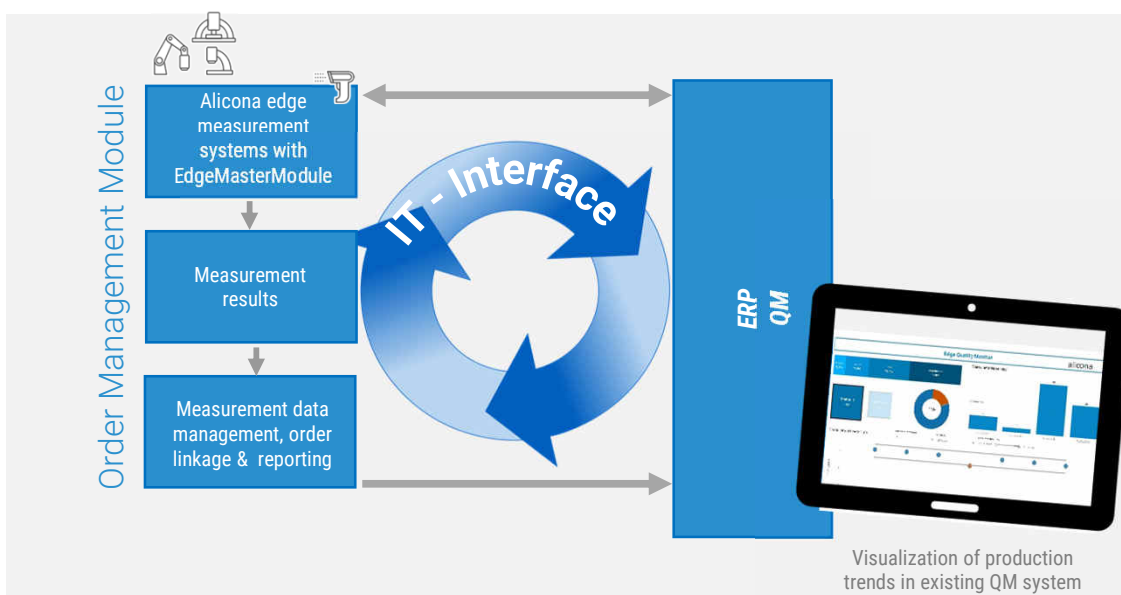 Order Management Module
Alicona edge
measurement
systems with
EdgeMasterModule
Measurement
results
Measurement data
management, order
linkage & reporting
IT - Interface
ERP
QM
Edge Quality Monitor
alicona
Visualization of production
trends in existing QM system